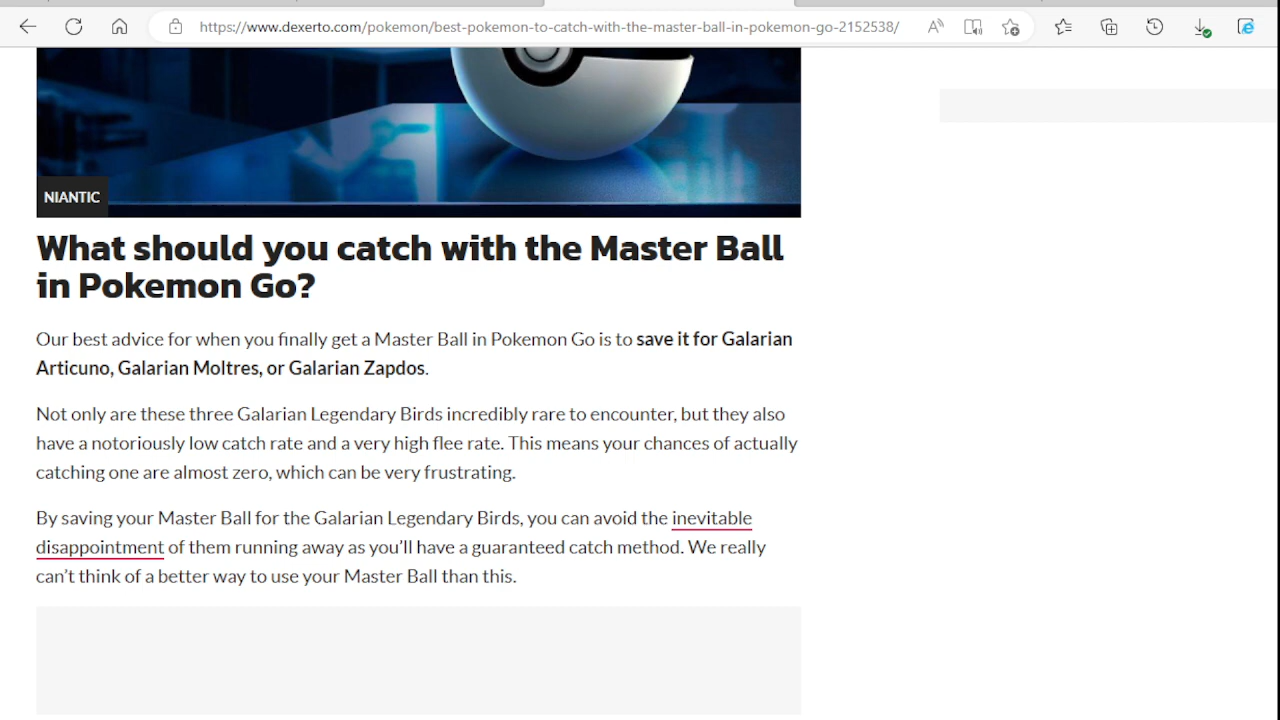 https://www.dexerto.com/pokemon/best-pokemon-to-catch-with-the-master-ball-in-pokemon-go-2152538/
NIANTIC
What should you catch with the Master Ball
in Pokemon Go?
Our best advice for when you finally get a Master Ball in Pokemon Go is to save it for Galarian
Articuno, Galarian Moltres, or Galarian Zapdos.
Not only are these three Galarian Legendary Birds incredibly rare to encounter, but they also
have a notoriously low catch rate and a very high flee rate. This means your chances of actually
catching one are almost zero, which can be very frustrating.
By saving your Master Ball for the Galarian Legendary Birds, you can avoid the inevitable
disappointment of them running away as you’ll have a guaranteed catch method. We really
can’t think of a better way to use your Master Ball than this.